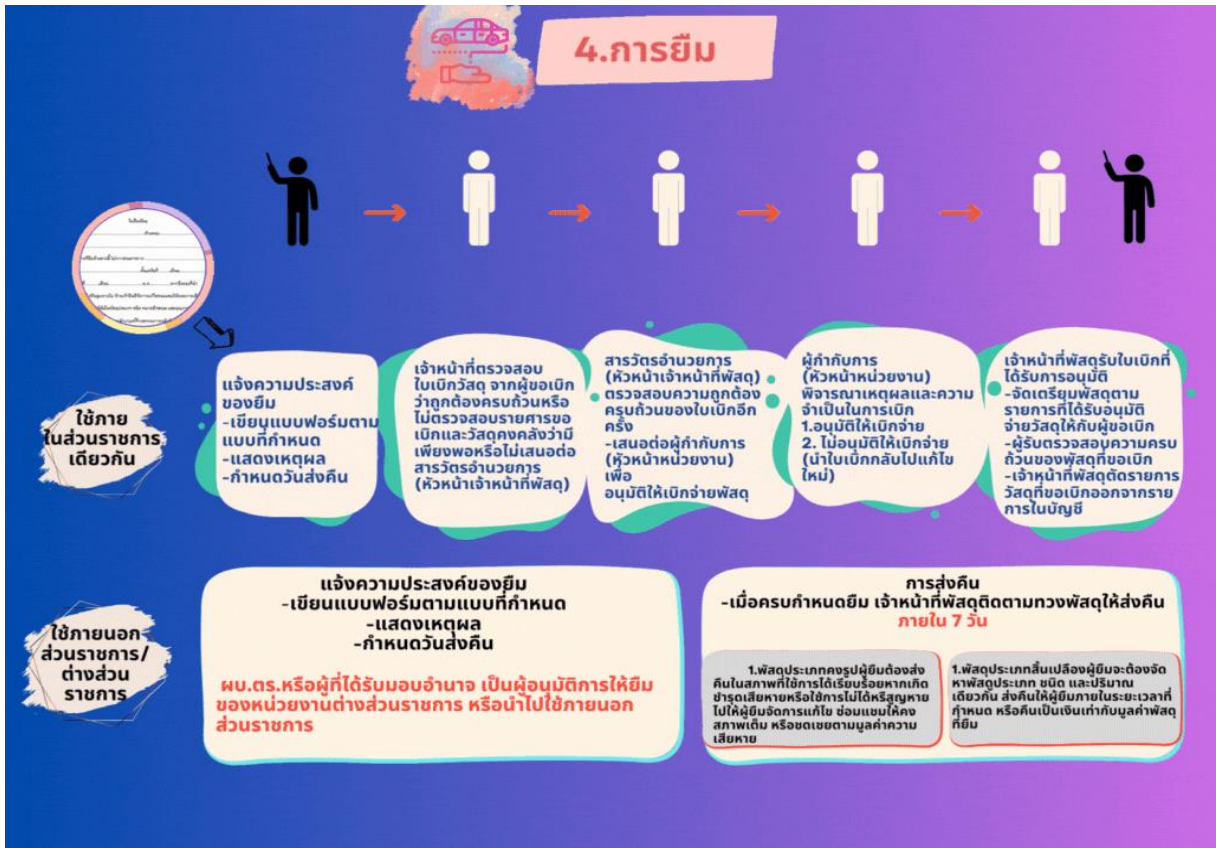 4.การยืม
ใช้ภาย
ในส่วนราชการ
เดียวกัน
แจ้งความประสงค์
ของยืม
-เขียนแบบฟอร์มตาม
แบบที่กำหนด
-แสดงเหตุผล
-กำหนดวันส่งคืน
เจ้าหน้าที่ตรวจสอบ
ใบเบิกวัสดุ จากผู้ขอเบิก
ว่าถูกต้องครบถ้วนหรือ
ไม่ตรวจสอบรายศารขอ
เบิกและวัสดุคงคลังว่ามี
เพียงพอหรือไม่เสนอต่อ
สารวัตรอำนวยการ
(หัวหน้าเจ้าหน้าที่พัสดุ)
สารวัตรอำนวยการ
(หัวหน้าเจ้าหน้าที่พัสดุ)
ตรวจสอบความถูกต้อง
ครบถ้วนของใบเบิกอีก
ครั้ง
-เสนอต่อผู้กำกับการ
(หัวหน้าหน่วยงาน)
เพื่อ
อนุมัติให้เบิกจ่ายพัสดุ
ผู้กำกับการ
(หัวหน้าหน่วยงาน)
พิจารณาเหตุผลและความ
จำเป็นในการเบิก
1.อนุมัติให้เบิกจ่าย
2. ไม่อนุมัติให้เบิกจ่าย
(นำใบเบิกกลับไปแก้ไข
ใหม่)
เจ้าหน้าที่พัสดุรับใบเบิกที่
ได้รับการอนุมัติ
-จัดเตรียมพัสดุตาม
รายการที่ได้รับอนุมัติ
จ่ายวัสดุให้กับผู้ขอเบิก
-ผู้รับตรวจสอบความครบ
ถ้วนของพัสดุที่ขอเบิก
-เจ้าหน้าที่พัสดุตัดรายการ
วัสดุที่ขอเบิกออกจากราย
การในบัญชี
ใช้ภายนอก
ส่วนราชการ/
ต่างส่วน
ราชการ
แจ้งความประสงค์ของยืม
-เขียนแบบฟอร์มตามแบบที่กำหนด
-แสดงเหตุผล
-กำหนดวันส่งคืน
ผบ.ตร.หรือผู้ที่ได้รับมอบอำนาจ เป็นผู้อนุมัติการให้ยืม
ของหน่วยงานต่างส่วนราชการ หรือนำไปใช้ภายนอก
ส่วนราชการ
การส่งคืน
-เมื่อครบกำหนดยืม เจ้าหน้าที่พัสดุติดตามทวงพัสดุให้ส่งคืน
ภายใน 7 วัน
1.พัสดุประเภทคงรูปผู้ยืมต้องส่ง
คืนในสภาพที่ใช้การได้เรียบร้อยหากเกิด
ชำรุดเสียหายหรือใช้การไม่ได้หรืสูญหาย
ไปให้ผู้ยืมจัดการแก้ไข ซ่อมแซมให้คง
สภาพเดิม หรือชดเชยตามมูลค่าความ
เสียหาย
1.พัสดุประเภทสิ้นเปลืองผู้ยืมจะต้องจัด
หาพัสดุประเภท ชนิด และปริมาณ
เดียวกัน ส่งคืนให้ผู้ยืมภายในระยะเวลาที่
กำหนด หรือคืนเป็นเงินเท่ากับมูลค่าพัสดุ
ที่ยืม